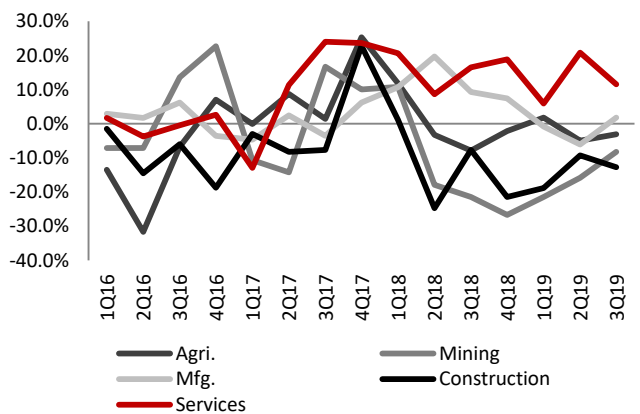 30.0%
20.0%
10.0%
0.0%
-10.0%
-20.0%
-30.0%
-40.0%
1Q16 2Q16 3Q16 4Q16 1Q17 2Q17 3Q17 4Q17 1Q18 2Q18 3Q18 4Q18 1Q19 2Q19 3Q19
Agri. Mining
Mfg. Construction
Services